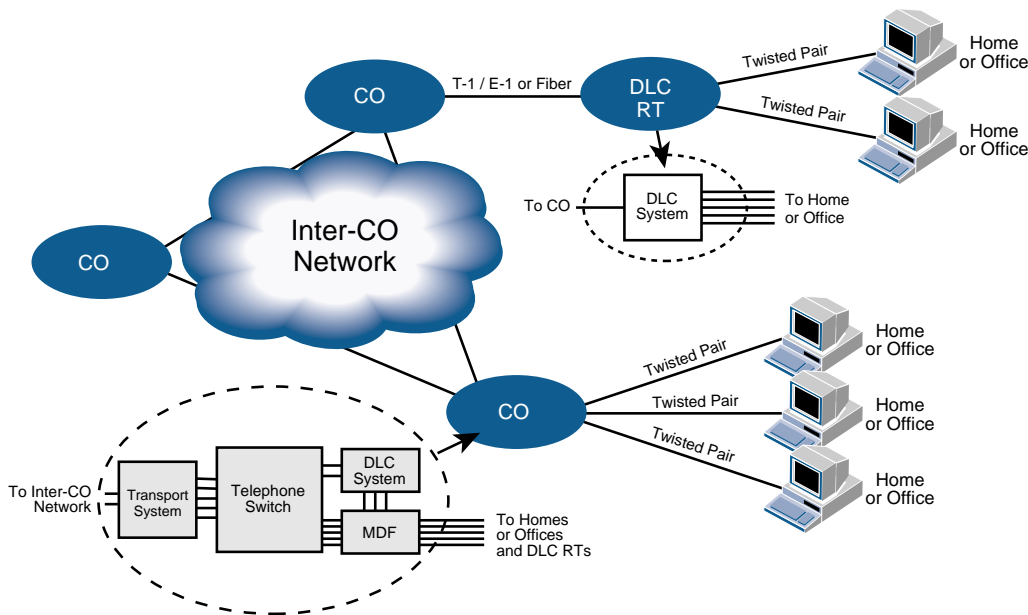 CO
T-1 / E-1 or Fiber
DLC
RT
Twisted Pair
Home
or Office
Twisted Pair
Home
or Office
To CO
DLC
System
To Home
or Office
Inter-CO
Network
CO
CO
Twisted Pair
Home
or Office
Twisted Pair
Home
or Office
Twisted Pair
Home
or Office
To Inter-CO
Network
Transport
System
Telephone
Switch
DLC
System
MDF
To Homes
or Offices
and DLC RTs